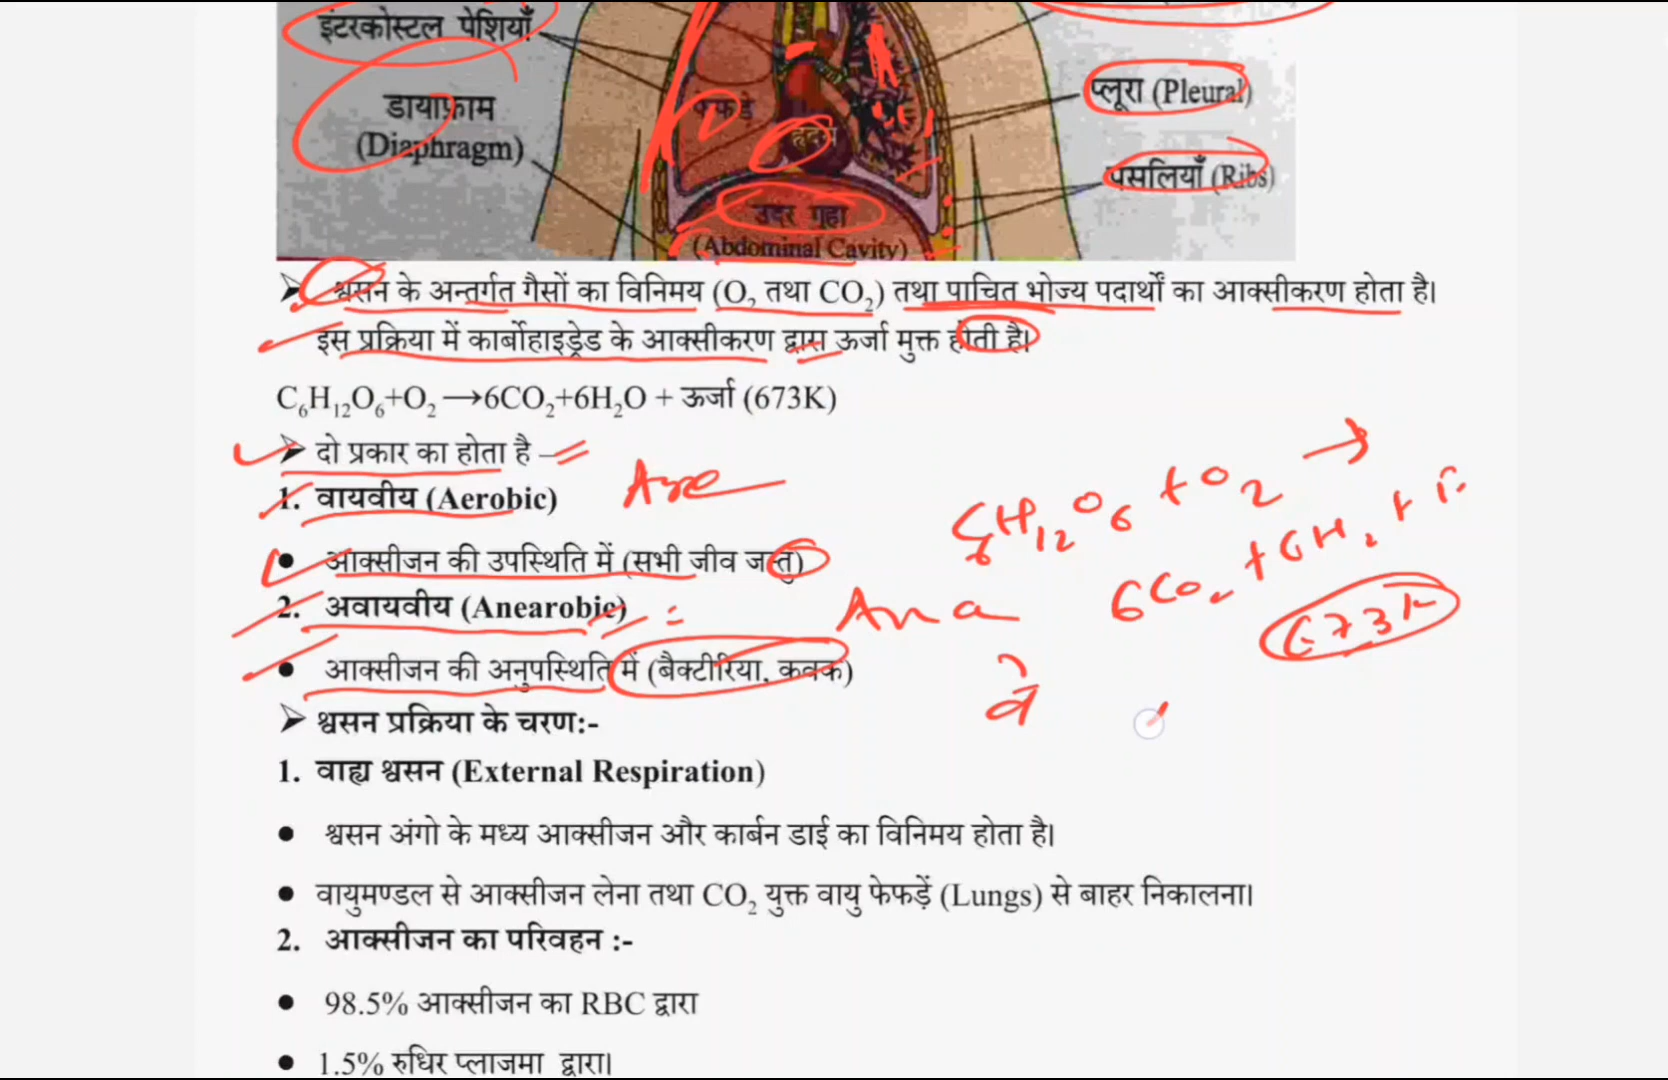 इंटरकोस्टल पेशियाँ
डायाफ़्राम
(Diaphragm)
फेफड़े
हृदय
प्लूरा (Pleural)
पसलियाँ (Ribs)
उदर गुहा
(Abdominal Cavity)
➤ श्वसन के अन्तर्गत गैसों का विनिमय (O₂ तथा CO₂) तथा पाचित भोज्य पदार्थों का आक्सीकरण होता है।
इस प्रक्रिया में कार्बोहाइड्रेड के आक्सीकरण द्वारा ऊर्जा मुक्त होती है।
C₆H₁₂O₆+O₂ ⟶6CO₂+6H₂O + ऊर्जा (673K)
➤ दो प्रकार का होता है –
1. वायवीय (Aerobic)
Are
C₆H₁₂O₆ + O₂ →
● आक्सीजन की उपस्थिति में (सभी जीव जन्तु)
6CO₂ + 6H₂ +
2. अवायवीय (Anearobic)
Ana
673K
● आक्सीजन की अनुपस्थिति में (बैक्टीरिया, कवक)
➤ श्वसन प्रक्रिया के चरण:-
1. वाह्य श्वसन (External Respiration)
● श्वसन अंगो के मध्य आक्सीजन और कार्बन डाई का विनिमय होता है।
● वायुमण्डल से आक्सीजन लेना तथा CO₂ युक्त वायु फेफड़ें (Lungs) से बाहर निकालना।
2. आक्सीजन का परिवहन :-
● 98.5% आक्सीजन का RBC द्वारा
● 1.5% रुधिर प्लाजमा द्वारा।